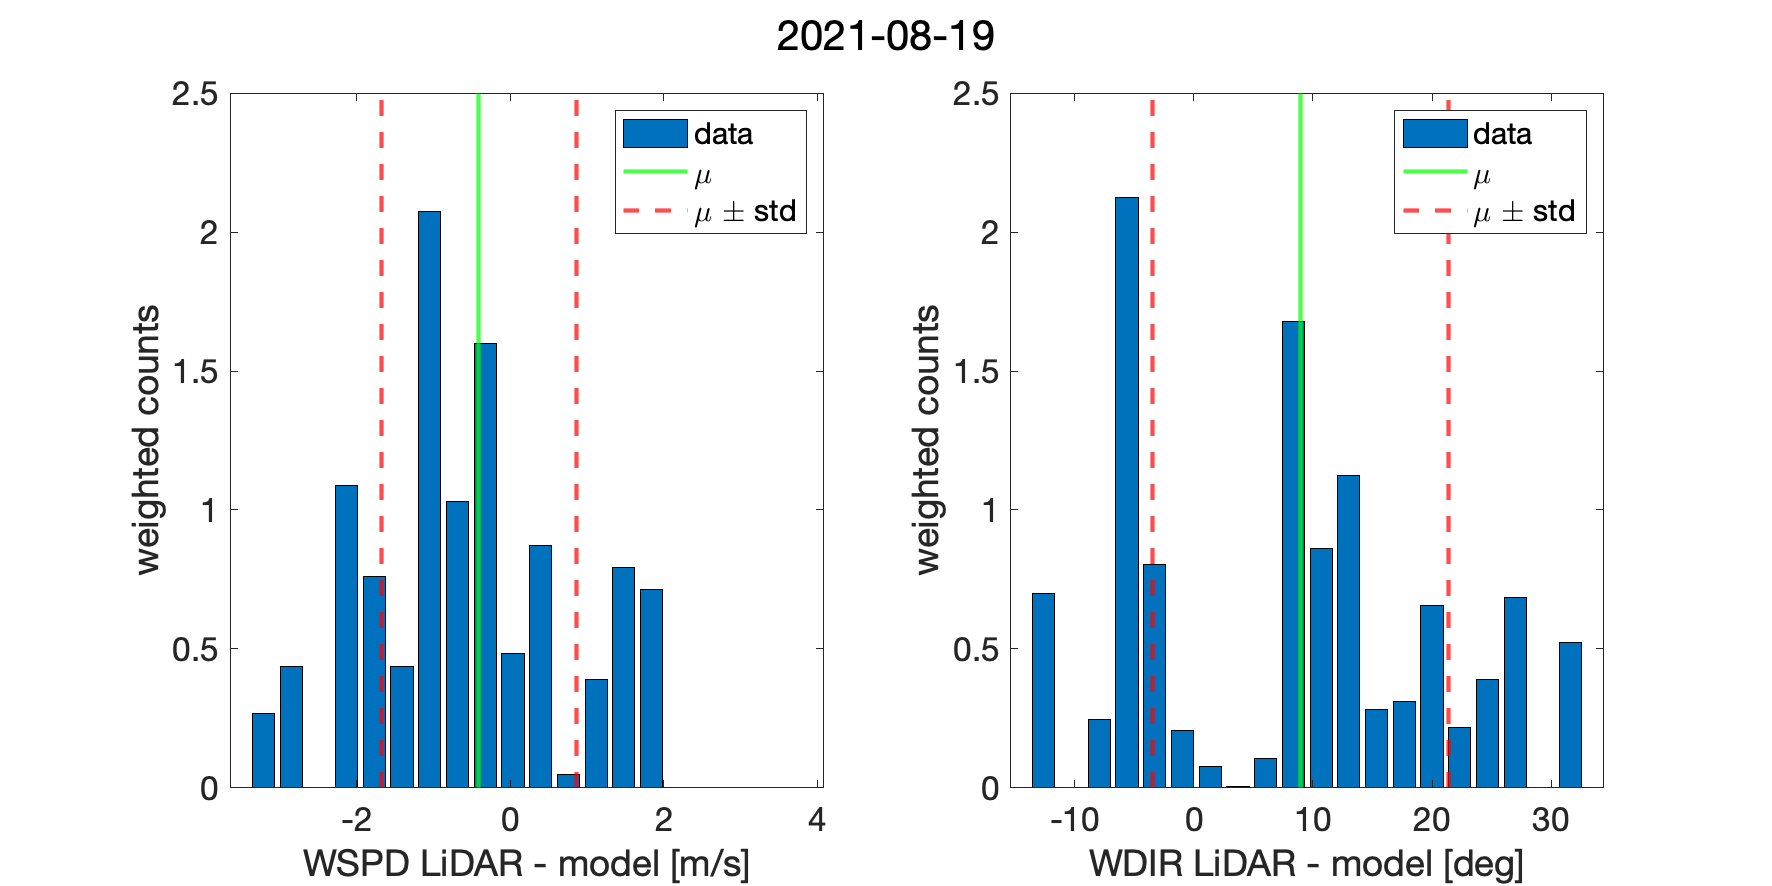 2021-08-19
2.5
2
1.5
1
0.5
0
-2
0
2
4
weighted counts
WSPD LiDAR - model [m/s]
data
μ
μ ± std
2.5
2
1.5
1
0.5
0
-10
0
10
20
30
weighted counts
WDIR LiDAR - model [deg]
data
μ
μ ± std